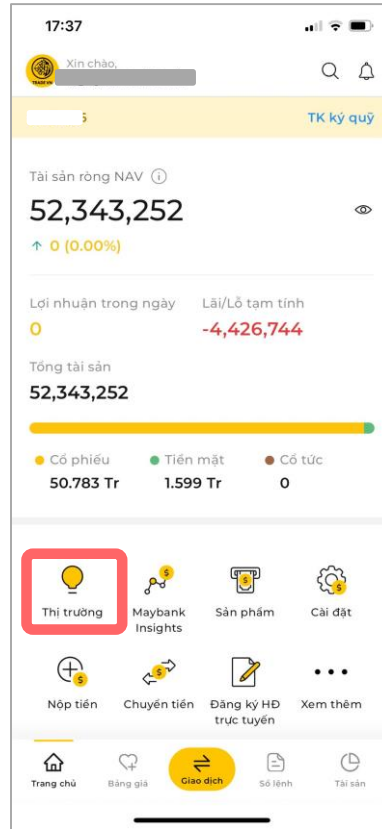 17:37
Xin chào,
TRADE VN
TK ký quỹ
Tài sản ròng NAV
52,343,252
↑ 0 (0.00%)
Lợi nhuận trong ngày Lãi/Lỗ tạm tính
0 -4,426,744
Tổng tài sản
52,343,252
Cổ phiếu Tiền mặt Cổ tức
50.783 Tr 1.599 Tr 0
Thị trường Maybank Insights Sản phẩm Cài đặt
Nộp tiền Chuyển tiền Đăng ký HĐ trực tuyến Xem thêm
Trang chủ Bảng giá Giao dịch Sổ lệnh Tài sản